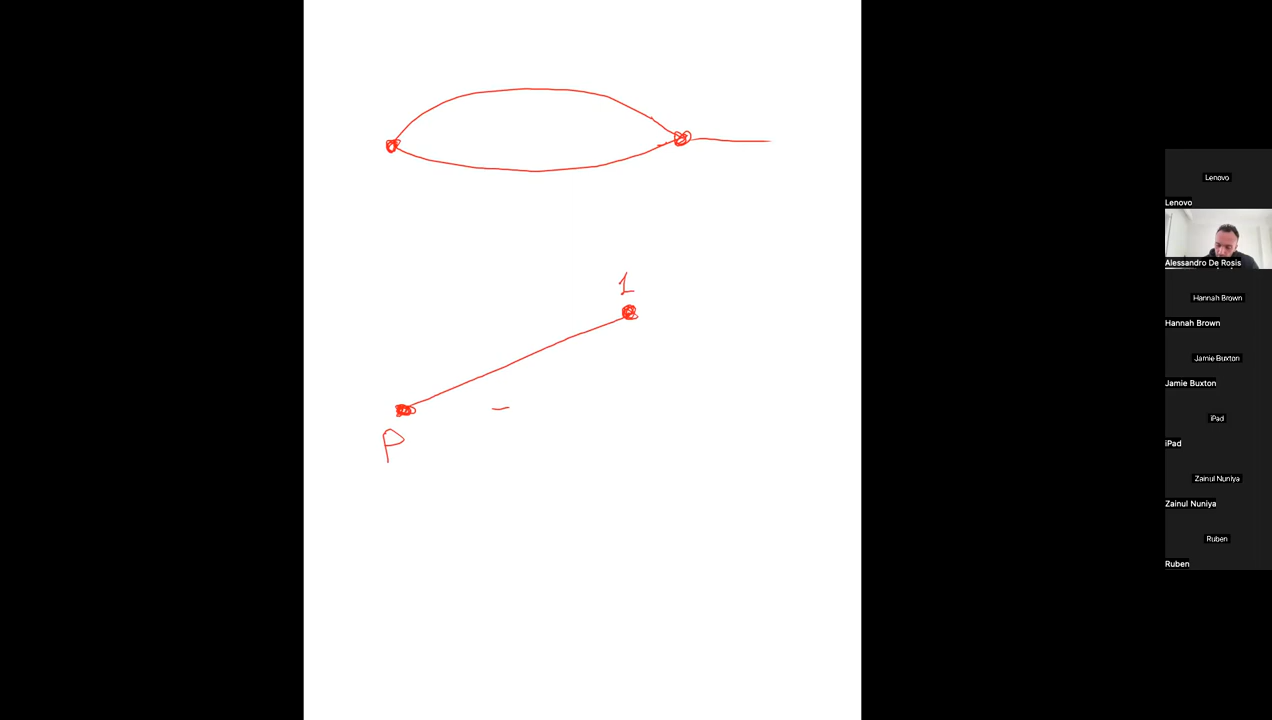 1
P
Lenovo
Lenovo
Alessandro De Rosis
Hannah Brown
Hannah Brown
Jamie Buxton
Jamie Buxton
iPad
iPad
Zainul Nuniya
Zainul Nuniya
Ruben
Ruben